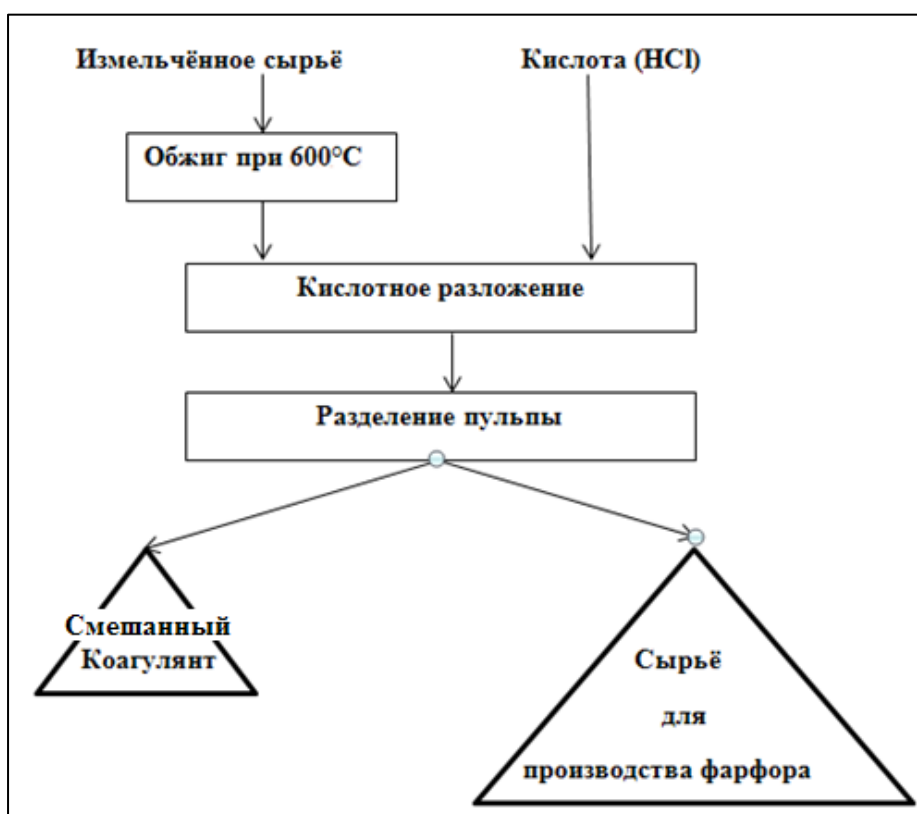 Измельчённое сырьё
Кислота (HCl)
Обжиг при 600°С
Кислотное разложение
Разделение пульпы
Смешанный
Коагулянт
Сырьё
для
производства фарфора